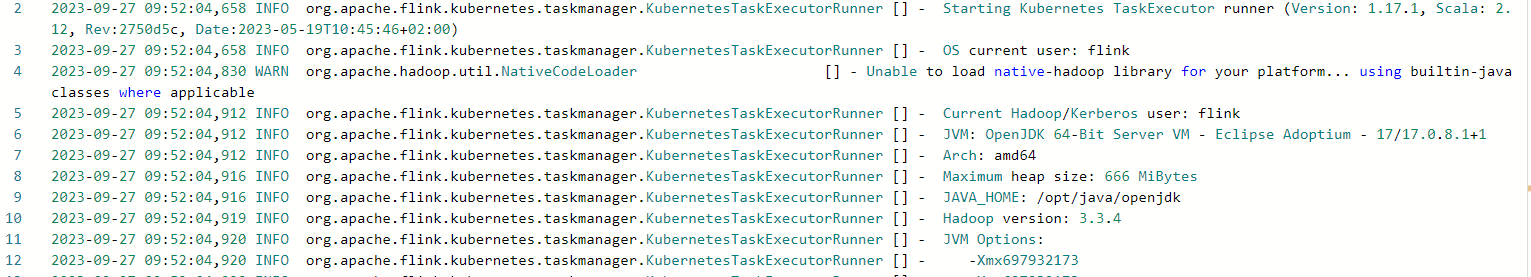 2 2023-09-27 09:52:04,658 INFO  org.apache.flink.kubernetes.taskmanager.KubernetesTaskExecutorRunner [] -  Starting Kubernetes TaskExecutor runner (Version: 1.17.1, Scala: 2.
12, Rev:2750d5c, Date:2023-05-19T10:45:46+02:00)
3 2023-09-27 09:52:04,658 INFO  org.apache.flink.kubernetes.taskmanager.KubernetesTaskExecutorRunner [] -  OS current user: flink
4 2023-09-27 09:52:04,830 WARN  org.apache.hadoop.util.NativeCodeLoader                      [] - Unable to load native-hadoop library for your platform... using builtin-java
classes where applicable
5 2023-09-27 09:52:04,912 INFO  org.apache.flink.kubernetes.taskmanager.KubernetesTaskExecutorRunner [] -  Current Hadoop/Kerberos user: flink
6 2023-09-27 09:52:04,912 INFO  org.apache.flink.kubernetes.taskmanager.KubernetesTaskExecutorRunner [] -  JVM: OpenJDK 64-Bit Server VM - Eclipse Adoptium - 17/17.0.8.1+1
7 2023-09-27 09:52:04,912 INFO  org.apache.flink.kubernetes.taskmanager.KubernetesTaskExecutorRunner [] -  Arch: amd64
8 2023-09-27 09:52:04,916 INFO  org.apache.flink.kubernetes.taskmanager.KubernetesTaskExecutorRunner [] -  Maximum heap size: 666 MiBytes
9 2023-09-27 09:52:04,916 INFO  org.apache.flink.kubernetes.taskmanager.KubernetesTaskExecutorRunner [] -  JAVA_HOME: /opt/java/openjdk
10 2023-09-27 09:52:04,919 INFO  org.apache.flink.kubernetes.taskmanager.KubernetesTaskExecutorRunner [] -  Hadoop version: 3.3.4
11 2023-09-27 09:52:04,920 INFO  org.apache.flink.kubernetes.taskmanager.KubernetesTaskExecutorRunner [] -  JVM Options:
12 2023-09-27 09:52:04,920 INFO  org.apache.flink.kubernetes.taskmanager.KubernetesTaskExecutorRunner [] -     -Xmx697932173